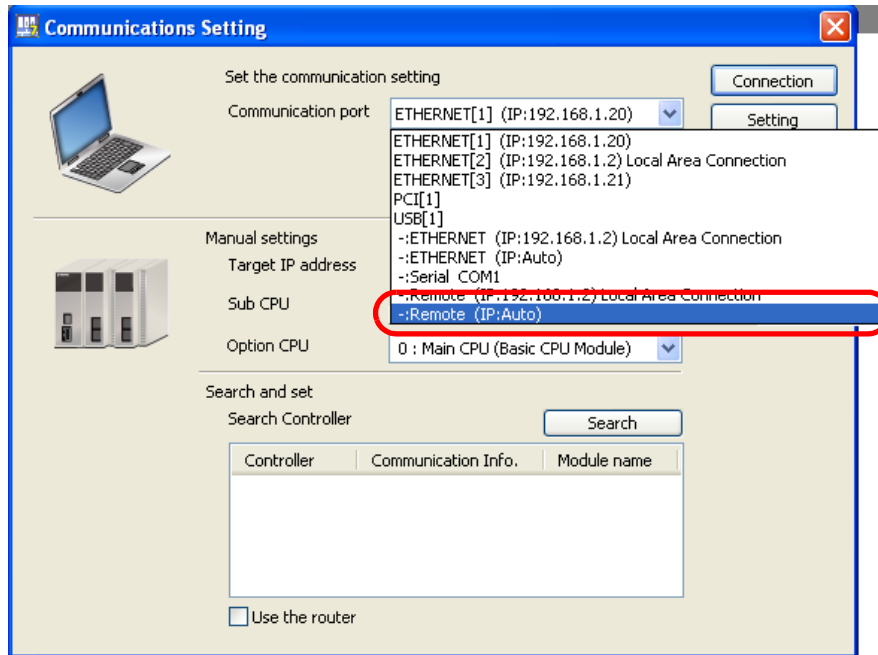 Communications Setting
Set the communication setting
Connection
Communication port
ETHERNET[1] (IP:192.168.1.20)
Setting
ETHERNET[1] (IP:192.168.1.20)
ETHERNET[2] (IP:192.168.1.2) Local Area Connection
ETHERNET[3] (IP:192.168.1.21)
PCI[1]
USB[1]
-:ETHERNET (IP:192.168.1.2) Local Area Connection
-:ETHERNET (IP:Auto)
-:Serial COM1
-:Remote (IP:192.168.1.2) Local Area Connection
-:Remote (IP:Auto)
Manual settings
Target IP address
Sub CPU
Option CPU
0 : Main CPU (Basic CPU Module)
Search and set
Search Controller
Search
Controller
Communication Info.
Module name
Use the router